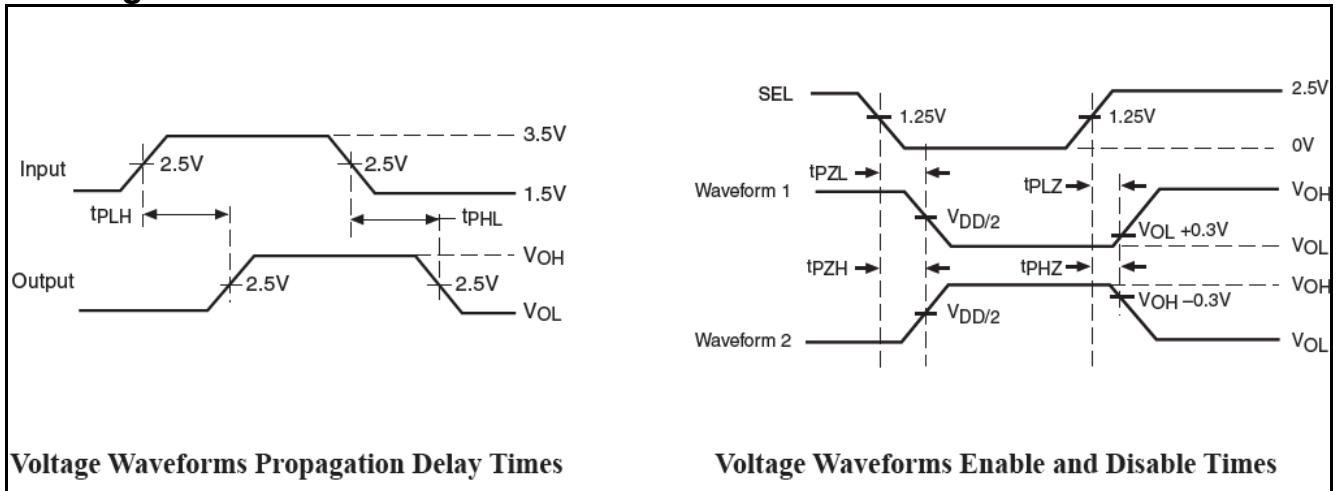 Input
2.5V
2.5V
3.5V
1.5V
tPLH
tPHL
Output
2.5V
2.5V
VOH
VOL
Voltage Waveforms Propagation Delay Times
SEL
1.25V
1.25V
2.5V
0V
tPZL
tPLZ
Waveform 1
VDD/2
VOL +0.3V
VOH
VOL
tPZH
tPHZ
VDD/2
VOH –0.3V
VOH
Waveform 2
VOL
Voltage Waveforms Enable and Disable Times